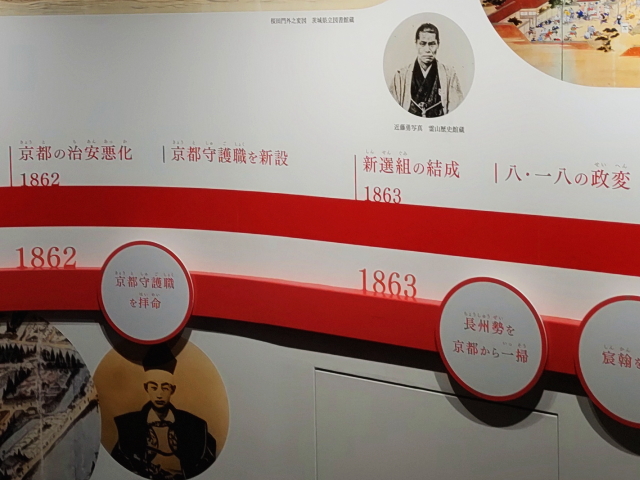 桜田門外之変図 茨城県立図書館蔵
近藤勇写真 霊山歴史館蔵
京都の治安悪化
1862
京都守護職を新設
新選組の結成
1863
八・一八の政変
1862
京都守護職
を拝命
1863
長州勢を
京都から一掃
宸翰を